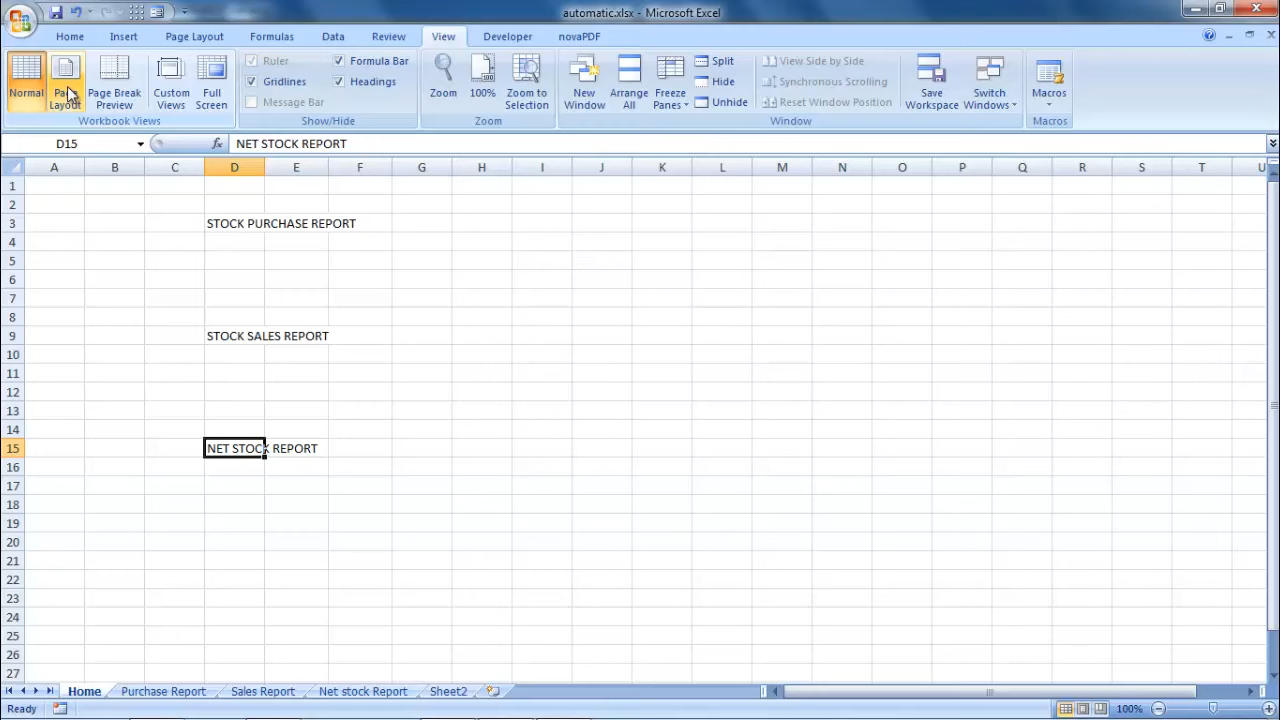 automatic.xlsx - Microsoft Excel
Home Insert Page Layout Formulas Data Review View Developer novaPDF
Normal Page Layout Page Break Preview Custom Views Full Screen
Workbook Views
Ruler Formula Bar
Gridlines Headings
Message Bar
Show/Hide
Zoom 100% Zoom to Selection
Zoom
New Window Arrange All Freeze Panes
Split
Hide
Unhide
View Side by Side
Synchronous Scrolling
Reset Window Position
Window
Save Workspace Switch Windows
Macros
Macros
D15 fx NET STOCK REPORT
A B C D E F G H I J K L M N O P Q R S T U
1
2
3 STOCK PURCHASE REPORT
4
5
6
7
8
9 STOCK SALES REPORT
10
11
12
13
14
15 NET STOCK REPORT
16
17
18
19
20
21
22
23
24
25
26
27
Home Purchase Report Sales Report Net stock Report Sheet2
Ready 100%